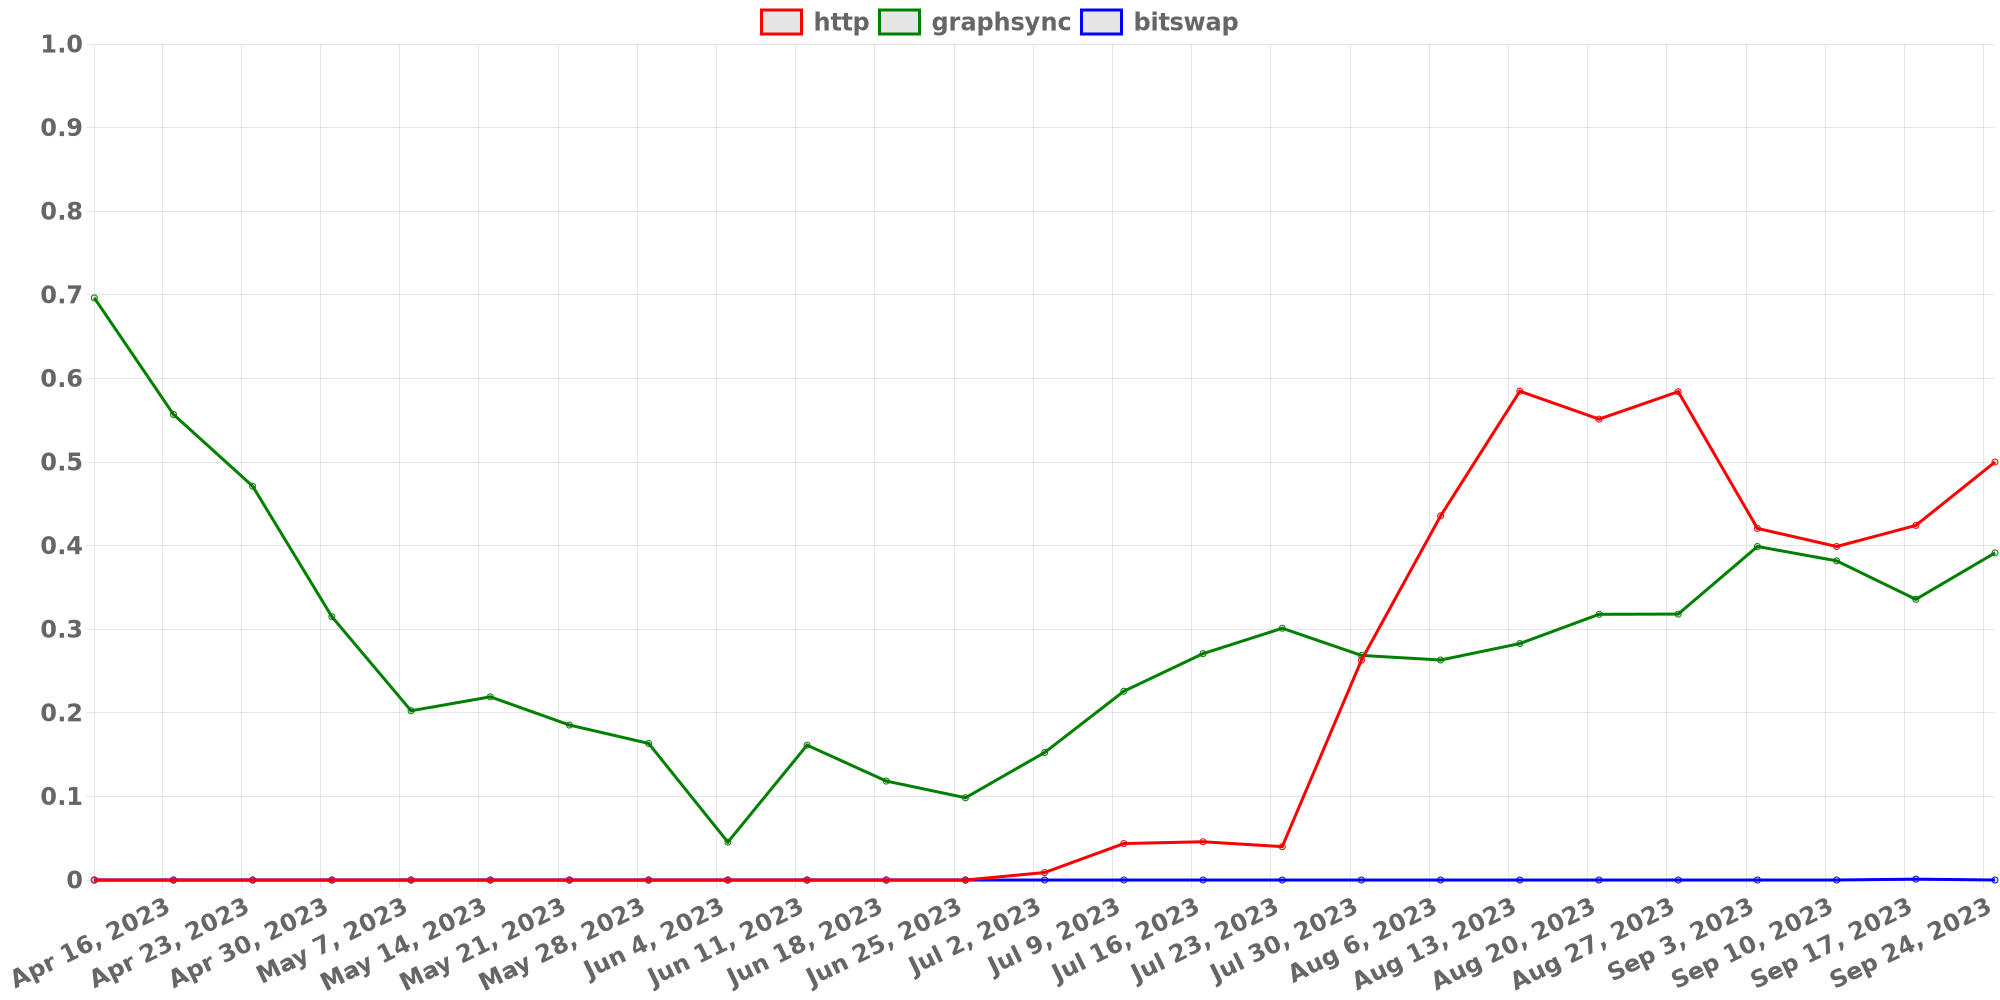 http graphsync bitswap
1.0
0.9
0.8
0.7
0.6
0.5
0.4
0.3
0.2
0.1
0
Apr 16, 2023
Apr 23, 2023
Apr 30, 2023
May 7, 2023
May 14, 2023
May 21, 2023
May 28, 2023
Jun 4, 2023
Jun 11, 2023
Jun 18, 2023
Jun 25, 2023
Jul 2, 2023
Jul 9, 2023
Jul 16, 2023
Jul 23, 2023
Jul 30, 2023
Aug 6, 2023
Aug 13, 2023
Aug 20, 2023
Aug 27, 2023
Sep 3, 2023
Sep 10, 2023
Sep 17, 2023
Sep 24, 2023